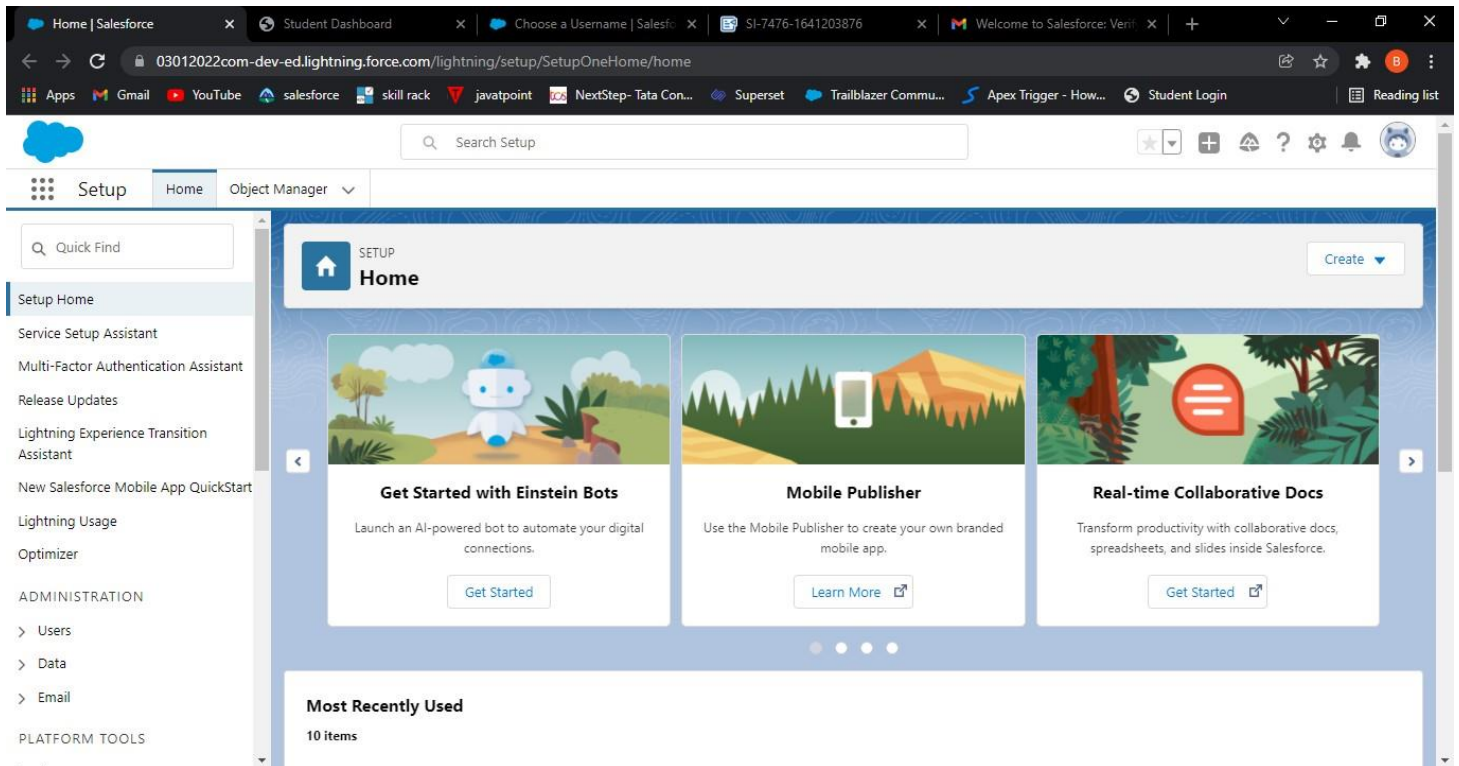 Home | Salesforce
Student Dashboard
Choose a Username | Salesfo
SI-7476-1641203876
Welcome to Salesforce: Verif
03012022com-dev-ed.lightning.force.com/lightning/setup/SetupOneHome/home
B
Apps
Gmail
YouTube
salesforce
skill rack
javatpoint
NextStep- Tata Con...
Superset
Trailblazer Commu...
Apex Trigger - How...
Student Login
Reading list
Search Setup
Setup
Home
Object Manager
Quick Find
Setup Home
Service Setup Assistant
Multi-Factor Authentication Assistant
Release Updates
Lightning Experience Transition
Assistant
New Salesforce Mobile App QuickStart
Lightning Usage
Optimizer
ADMINISTRATION
Users
Data
Email
PLATFORM TOOLS
SETUP
Home
Create
Get Started with Einstein Bots
Launch an AI-powered bot to automate your digital
connections.
Get Started
Mobile Publisher
Use the Mobile Publisher to create your own branded
mobile app.
Learn More
Real-time Collaborative Docs
Transform productivity with collaborative docs,
spreadsheets, and slides inside Salesforce.
Get Started
Most Recently Used
10 items